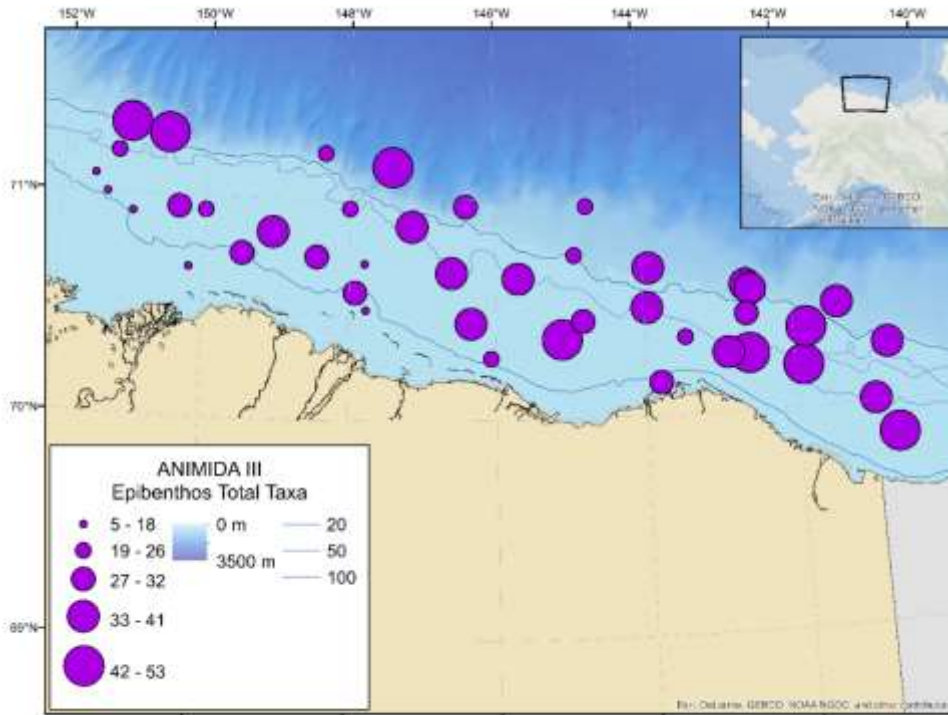 152°W 150°W 148°W 146°W 144°W 142°W 140°W
71°N
70°N
69°N
ANIMIDA III
Epibenthos Total Taxa
5 - 18
19 - 26
27 - 32
33 - 41
42 - 53
0 m
3500 m
20
50
100